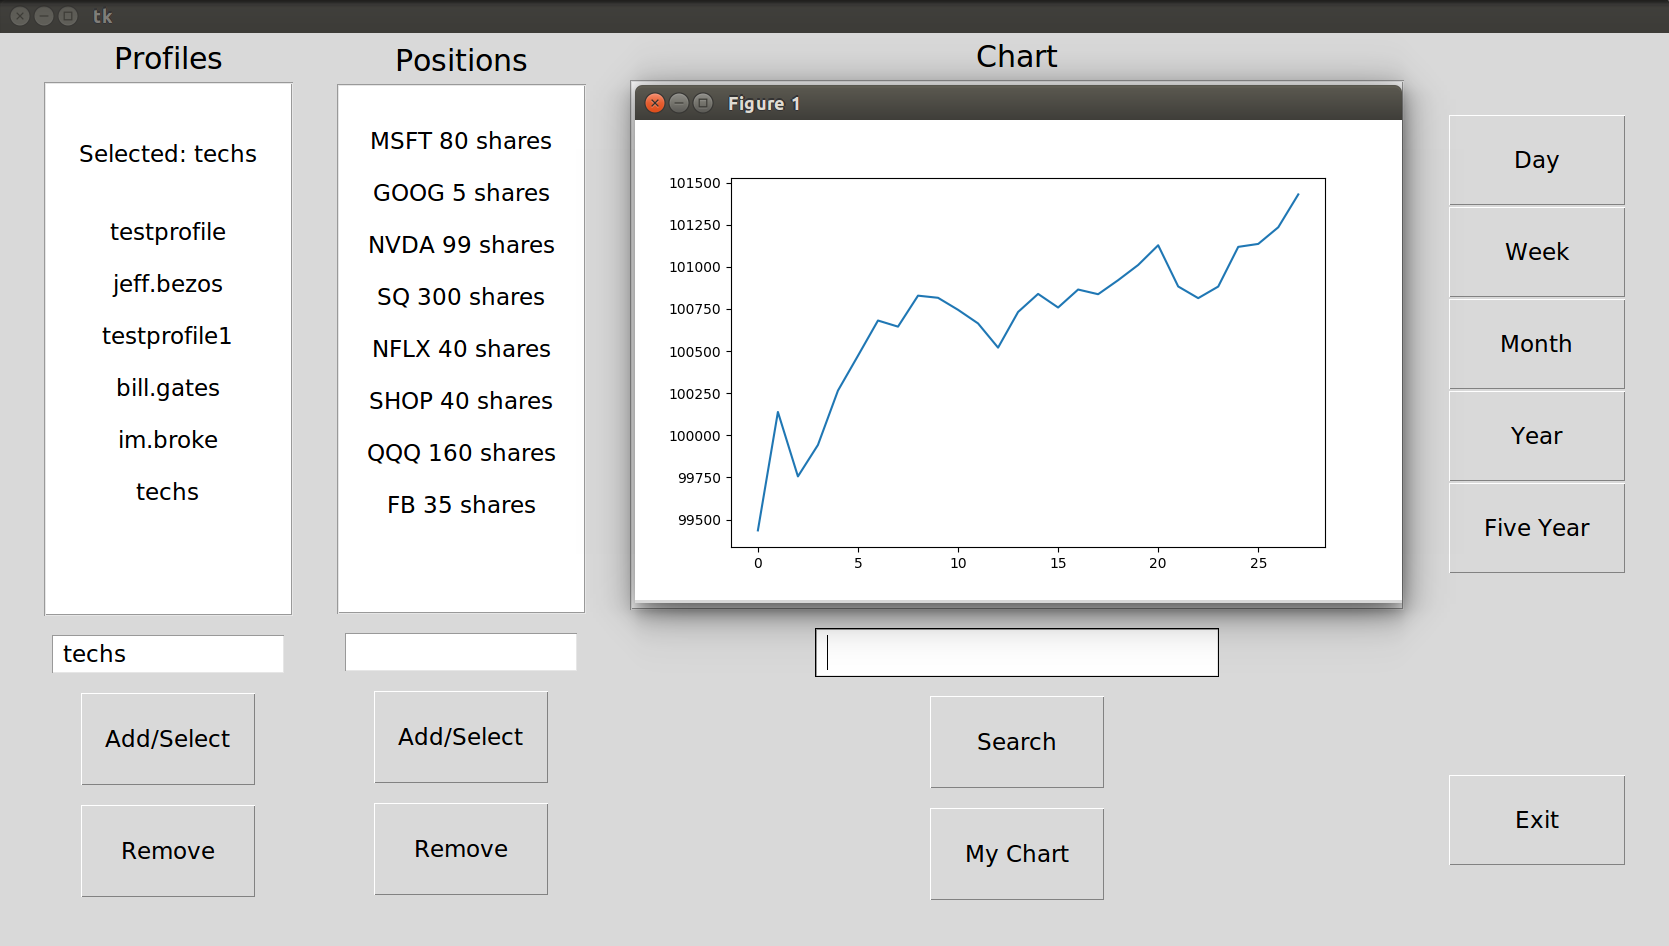 tk
Profiles
Selected: techs
testprofile
jeff.bezos
testprofile1
bill.gates
im.broke
techs
techs
Add/Select
Remove
Positions
MSFT 80 shares
GOOG 5 shares
NVDA 99 shares
SQ 300 shares
NFLX 40 shares
SHOP 40 shares
QQQ 160 shares
FB 35 shares
Add/Select
Remove
Chart
Figure 1
101500
101250
101000
100750
100500
100250
100000
99750
99500
0 5 10 15 20 25
Search
My Chart
Day
Week
Month
Year
Five Year
Exit